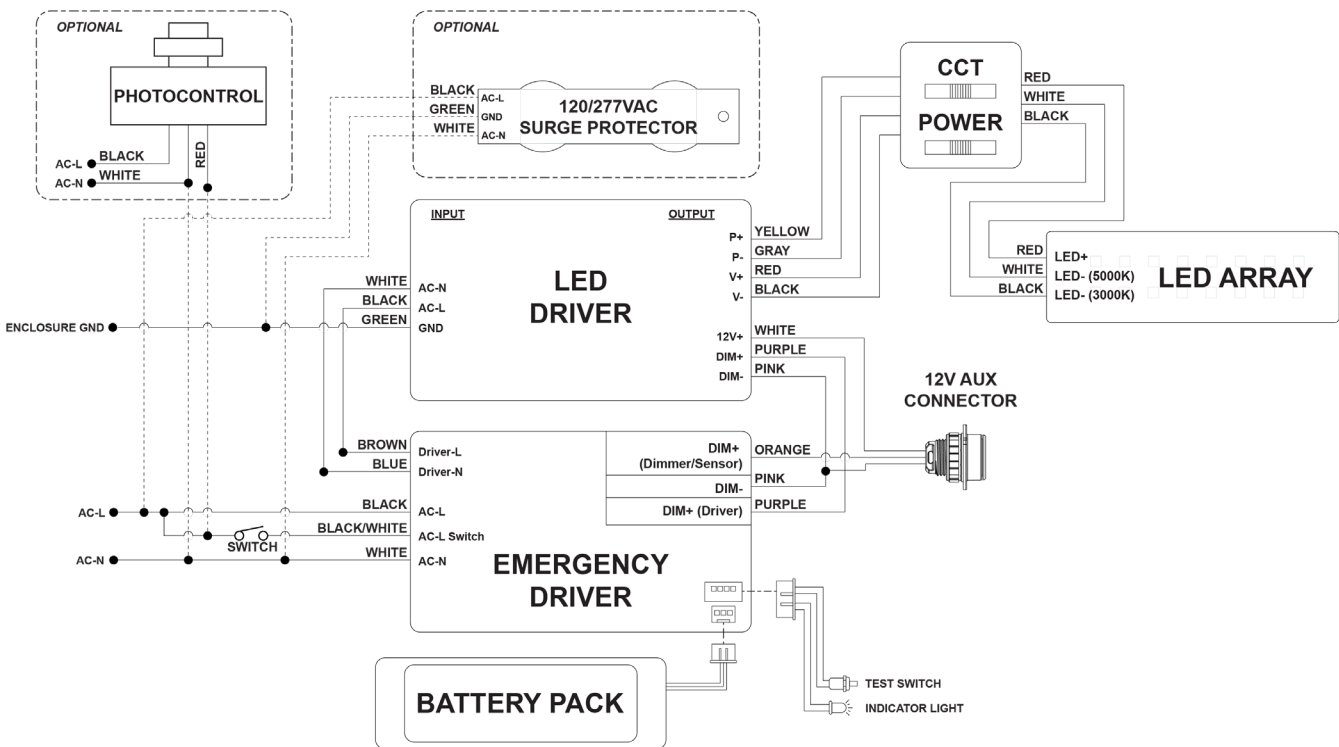 OPTIONAL
PHOTOCONTROL
AC-L
BLACK
AC-N
WHITE
RED
OPTIONAL
BLACK
GREEN
WHITE
AC-L
GND
AC-N
120/277VAC
SURGE PROTECTOR
CCT
POWER
RED
WHITE
BLACK
INPUT
OUTPUT
LED
DRIVER
WHITE
BLACK
GREEN
AC-N
AC-L
GND
P+
P-
V+
V-
YELLOW
GRAY
RED
BLACK
12V+
DIM+
DIM-
WHITE
PURPLE
PINK
RED
WHITE
BLACK
LED+
LED- (5000K)
LED- (3000K)
LED ARRAY
ENCLOSURE GND
12V AUX
CONNECTOR
BROWN
BLUE
Driver-L
Driver-N
DIM+
(Dimmer/Sensor)
DIM-
DIM+ (Driver)
ORANGE
PINK
PURPLE
AC-L
BLACK
AC-L
SWITCH
BLACK/WHITE
AC-L Switch
AC-N
WHITE
AC-N
EMERGENCY
DRIVER
BATTERY PACK
TEST SWITCH
INDICATOR LIGHT